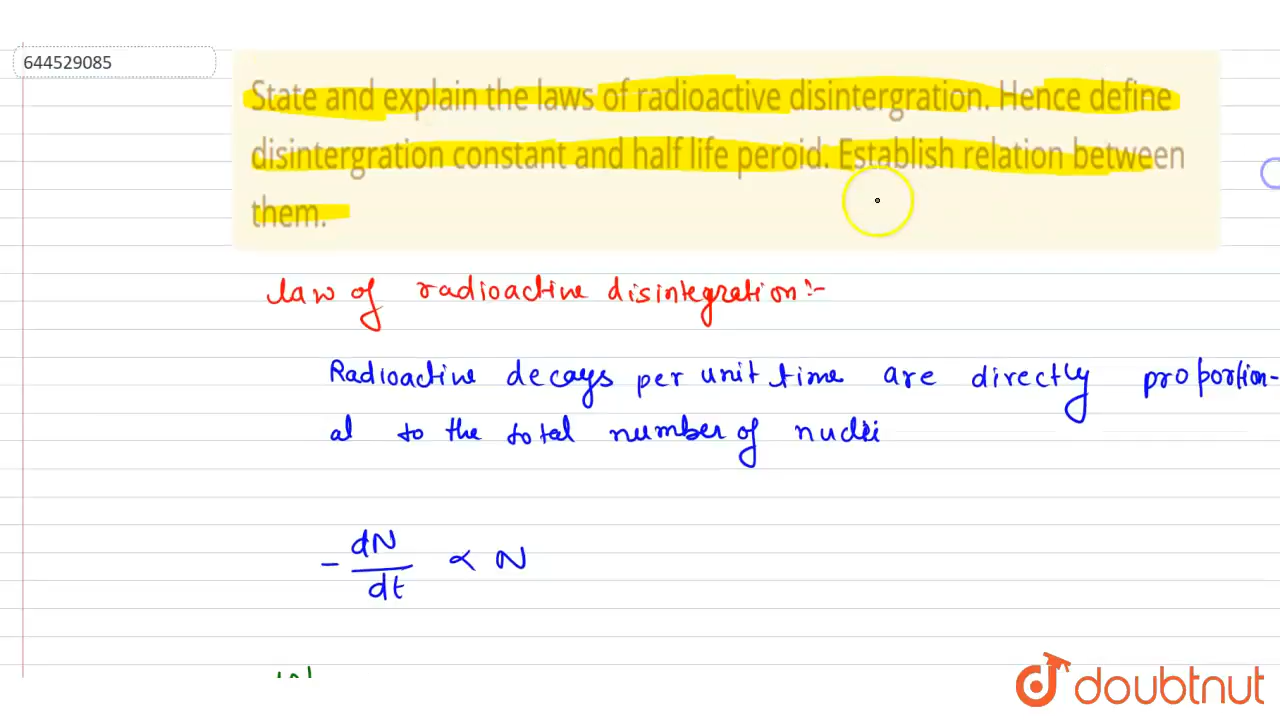 644529085
State and explain the laws of radioactive disintergration. Hence define
disintergration constant and half life peroid. Establish relation between
them.
law of radioactive disintegration:-
Radioactive decays per unit time are directly proportion-
al to the total number of nuclei
- dN/dt ∝ N
doubtnut